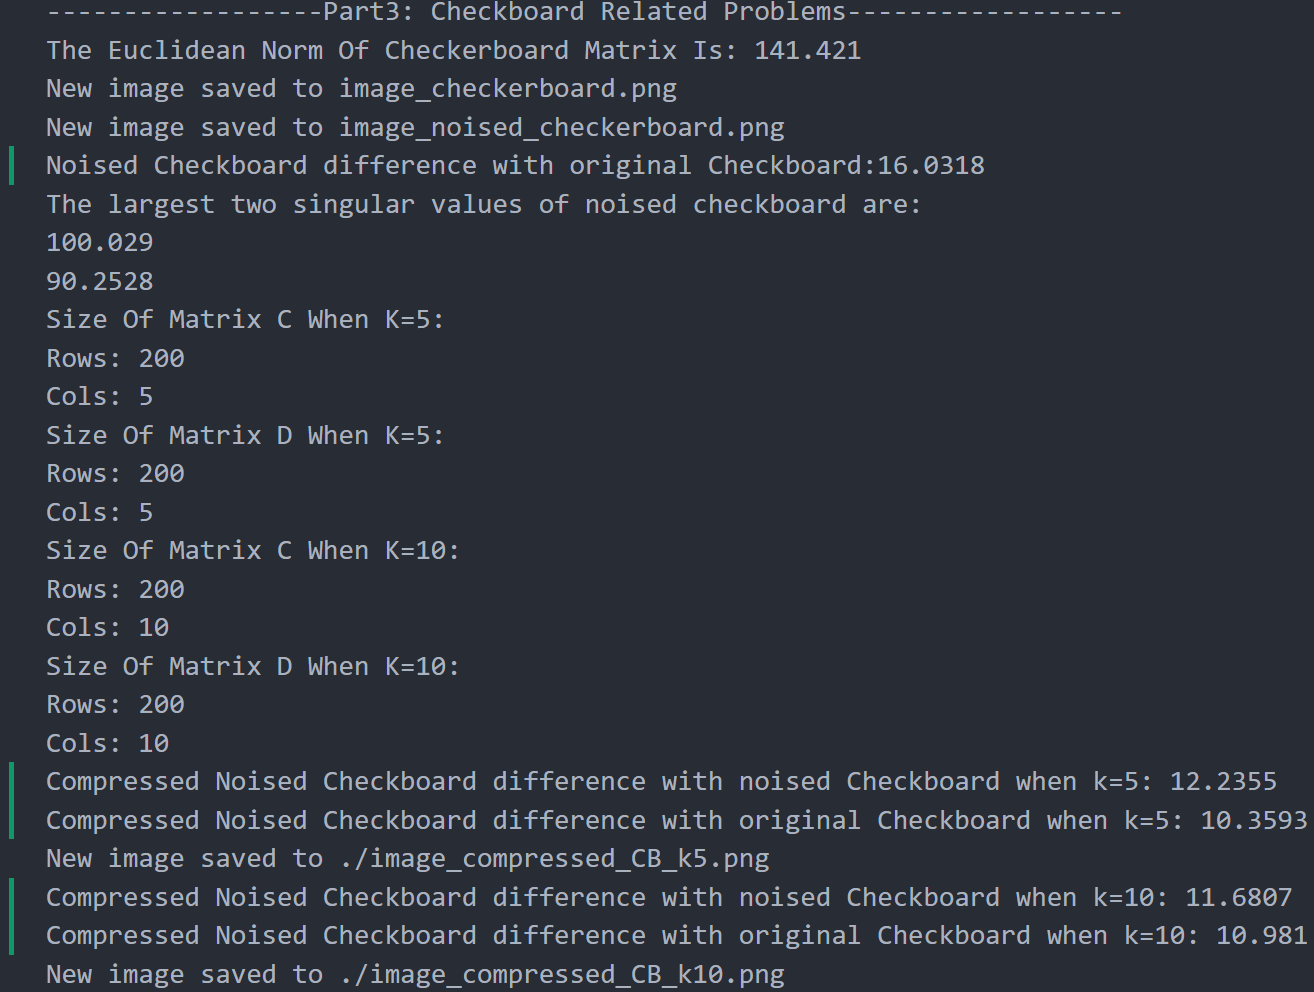 ------------------Part3: Checkboard Related Problems------------------
The Euclidean Norm Of Checkerboard Matrix Is: 141.421
New image saved to image_checkerboard.png
New image saved to image_noised_checkerboard.png
Noised Checkboard difference with original Checkboard:16.0318
The largest two singular values of noised checkboard are:
100.029
90.2528
Size Of Matrix C When K=5:
Rows: 200
Cols: 5
Size Of Matrix D When K=5:
Rows: 200
Cols: 5
Size Of Matrix C When K=10:
Rows: 200
Cols: 10
Size Of Matrix D When K=10:
Rows: 200
Cols: 10
Compressed Noised Checkboard difference with noised Checkboard when k=5: 12.2355
Compressed Noised Checkboard difference with original Checkboard when k=5: 10.3593
New image saved to ./image_compressed_CB_k5.png
Compressed Noised Checkboard difference with noised Checkboard when k=10: 11.6807
Compressed Noised Checkboard difference with original Checkboard when k=10: 10.981
New image saved to ./image_compressed_CB_k10.png